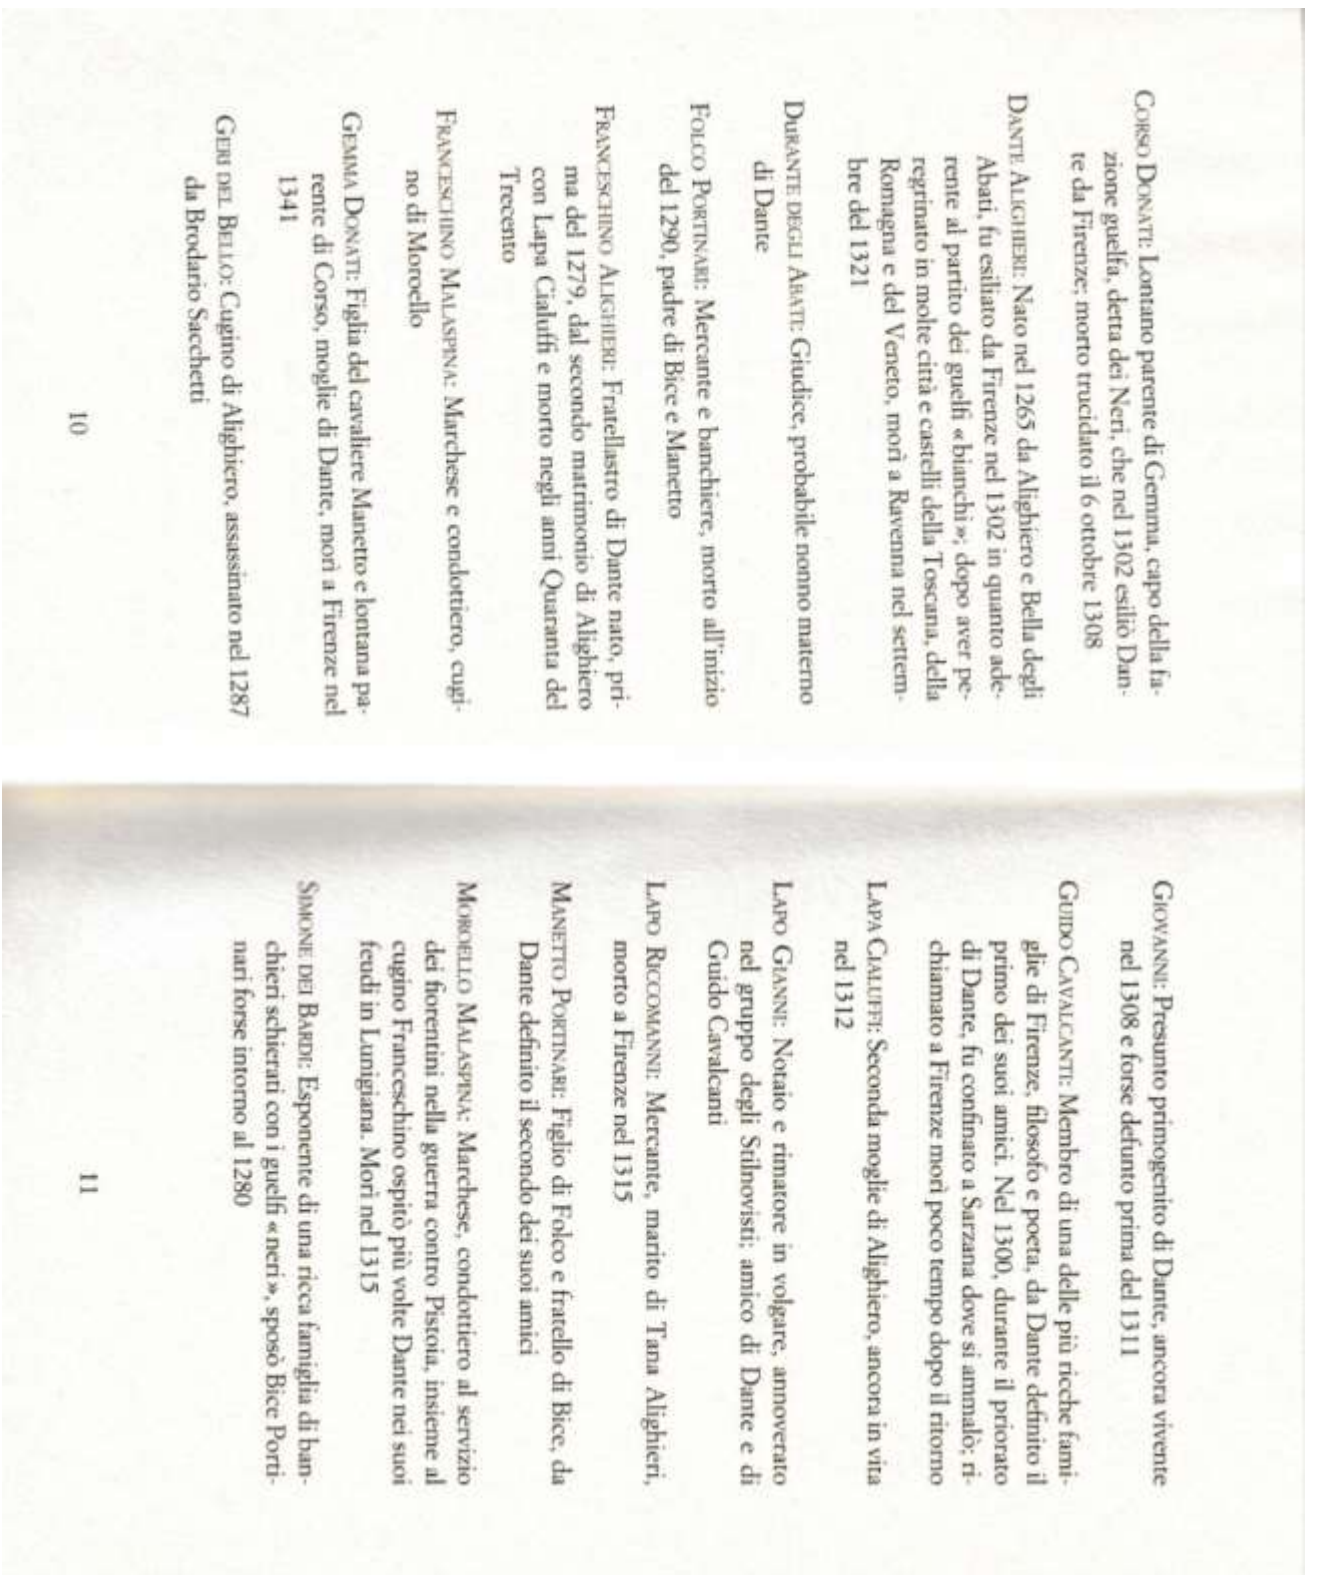 CORSO DONATI: Lontano parente di Gemma, capo della fa-
zione guelfa, detta dei Neri, che nel 1302 esiliò Dan-
te da Firenze; morto trucidato il 6 ottobre 1308
DANTE ALIGHIERI: Nato nel 1265 da Alighiero e Bella degli
Abati, fu esiliato da Firenze nel 1302 in quanto ade-
rente al partito dei guelfi «bianchi»; dopo aver pe-
regrinato in molte città e castelli della Toscana, della
Romagna e del Veneto, morì a Ravenna nel settem-
bre del 1321
DURANTE DEGLI ABATI: Giudice, probabile nonno materno
di Dante
FOLCO PORTINARI: Mercante e banchiere, morto all'inizio
del 1290, padre di Bice e Manetto
FRANCESCHINO ALIGHIERI: Fratellastro di Dante nato, pri-
ma del 1279, dal secondo matrimonio di Alighiero
con Lapa Cialuffi e morto negli anni Quaranta del
Trecento
FRANCESCHINO MALASPINA: Marchese e condottiero, cugi-
no di Moroello
GEMMA DONATI: Figlia del cavaliere Manetto e lontana pa-
rente di Corso, moglie di Dante, morì a Firenze nel
1341
GERI DEL BELLO: Cugino di Alighiero, assassinato nel 1287
da Brodario Sacchetti
10
GIOVANNI: Presunto primogenito di Dante, ancora vivente
nel 1308 e forse defunto prima del 1311
GUIDO CAVALCANTI: Membro di una delle più ricche fami-
glie di Firenze, filosofo e poeta, da Dante definito il
primo dei suoi amici. Nel 1300, durante il priorato
di Dante, fu confinato a Sarzana dove si ammalò; ri-
chiamato a Firenze morì poco tempo dopo il ritorno
LAPA CIALUFFI: Seconda moglie di Alighiero, ancora in vita
nel 1312
LAPO GIANNI: Notaio e rimatore in volgare, annoverato
nel gruppo degli Stilnovisti; amico di Dante e di
Guido Cavalcanti
LAPO RICCOMANNI: Mercante, marito di Tana Alighieri,
morto a Firenze nel 1315
MANETTO PORTINARI: Figlio di Folco e fratello di Bice, da
Dante definito il secondo dei suoi amici
MOROELLO MALASPINA: Marchese, condottiero al servizio
dei fiorentini nella guerra contro Pistoia, insieme al
cugino Franceschino ospitò più volte Dante nei suoi
feudi in Lunigiana. Morì nel 1315
SIMONE DEI BARDI: Esponente di una ricca famiglia di ban-
chieri schierati con i guelfi «neri», sposò Bice Porti-
nari forse intorno al 1280
11